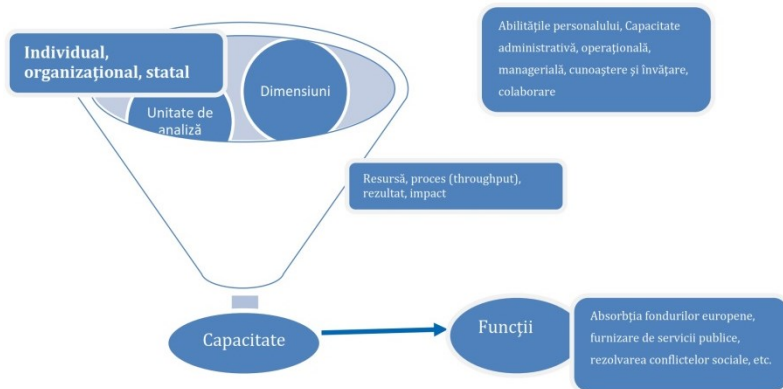 Individual,
organizațional, statal
Dimensiuni
Unitate de
analiză
Abilitățile personalului, Capacitate
administrativă, operațională,
managerială, cunoaștere și învățare,
colaborare
Resursă, proces (throughput),
rezultat, impact
Capacitate
Funcții
Absorbția fondurilor europene,
furnizare de servicii publice,
rezolvarea conflictelor sociale, etc.